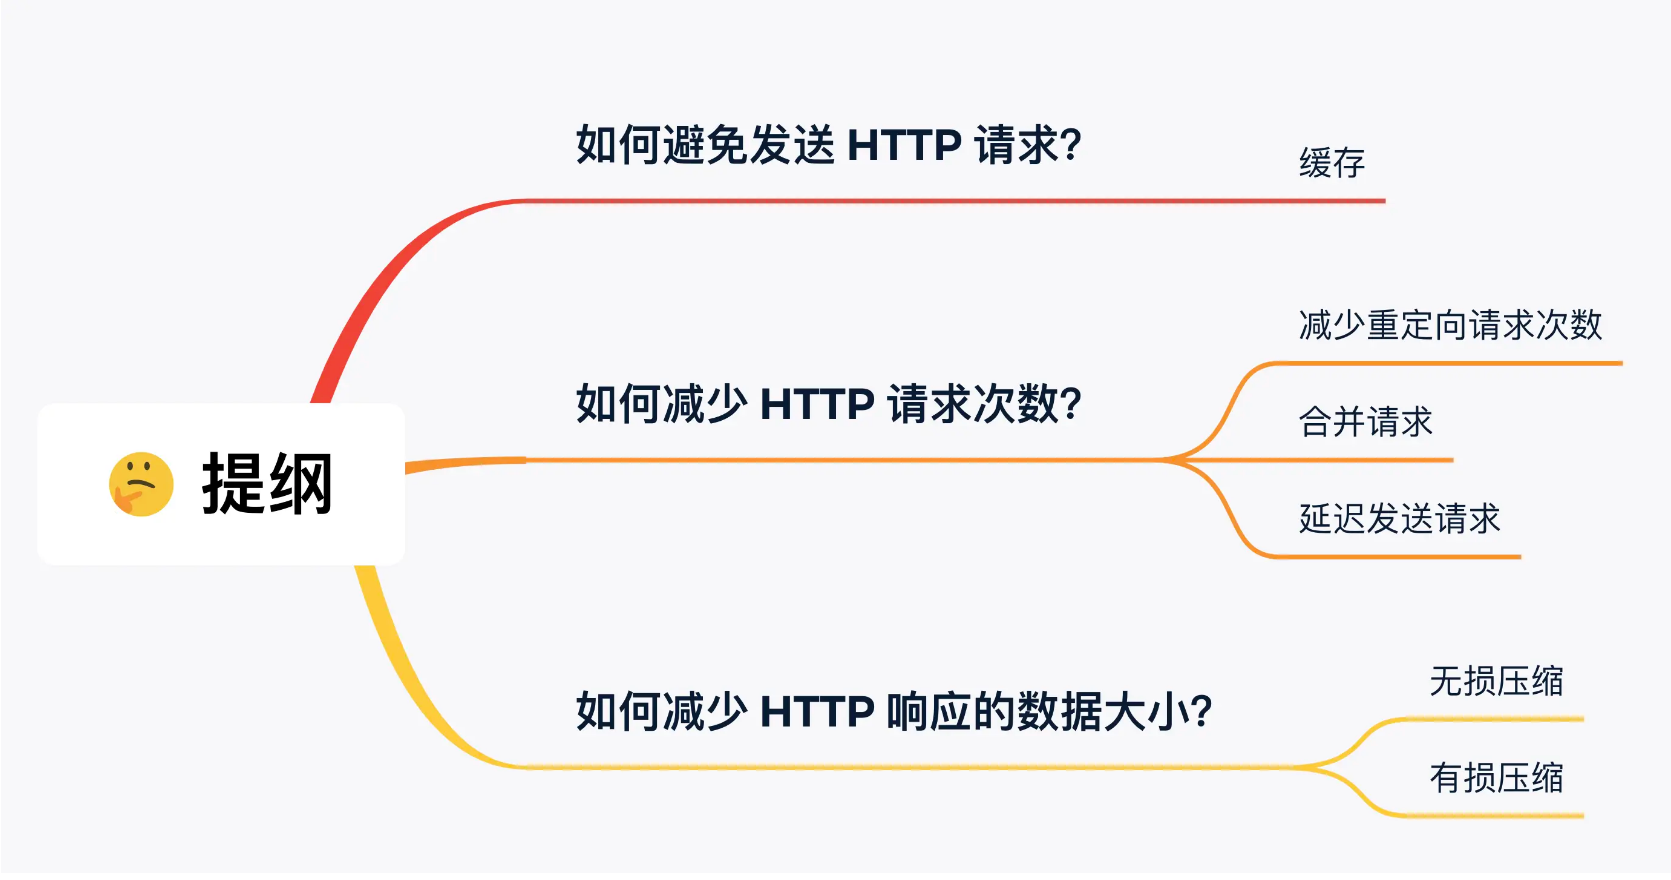 提纲
如何避免发送 HTTP 请求?
缓存
如何减少 HTTP 请求次数?
减少重定向请求次数
合并请求
延迟发送请求
如何减少 HTTP 响应的数据大小?
无损压缩
有损压缩